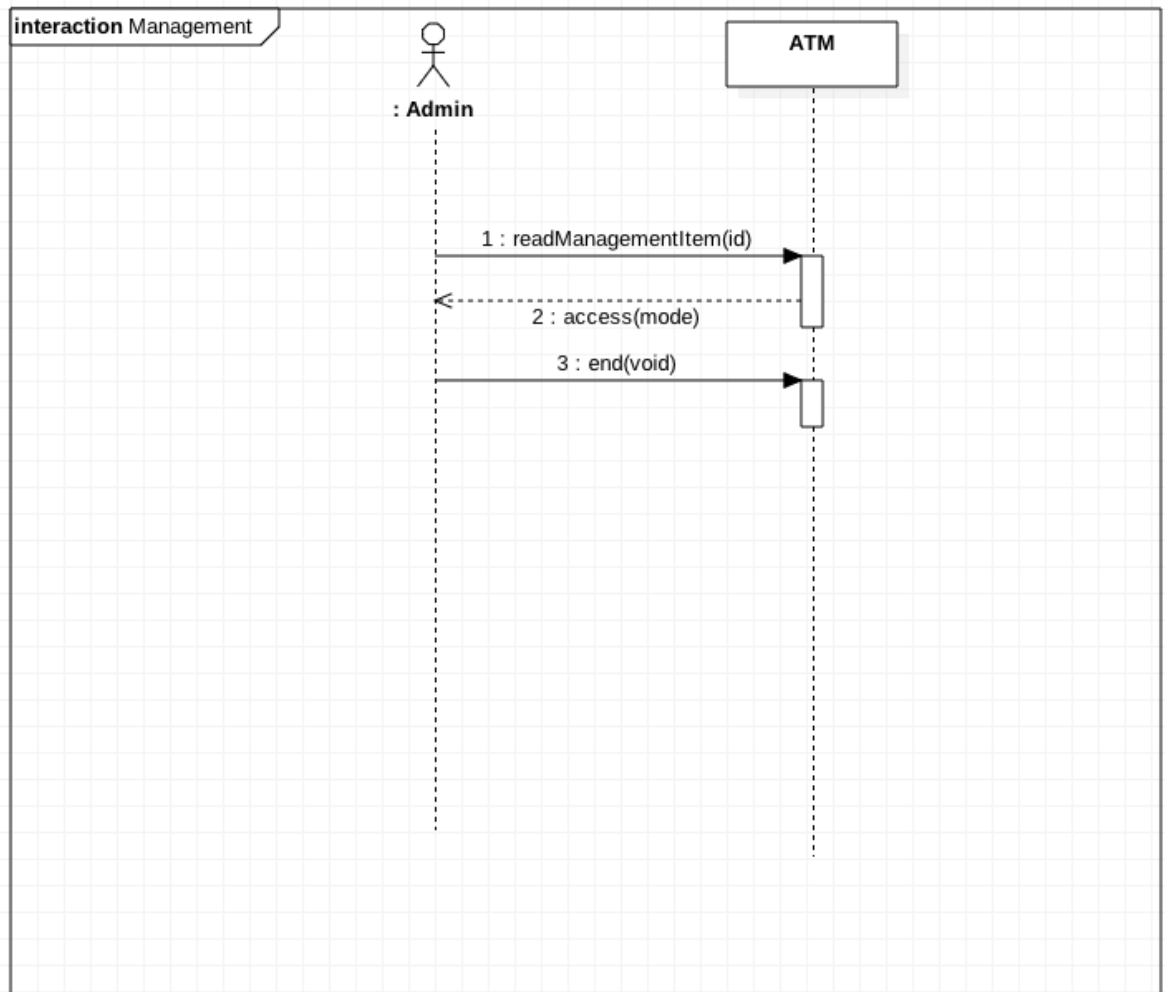 interaction Management
: Admin
ATM
1 : readManagementItem(id)
2 : access(mode)
3 : end(void)